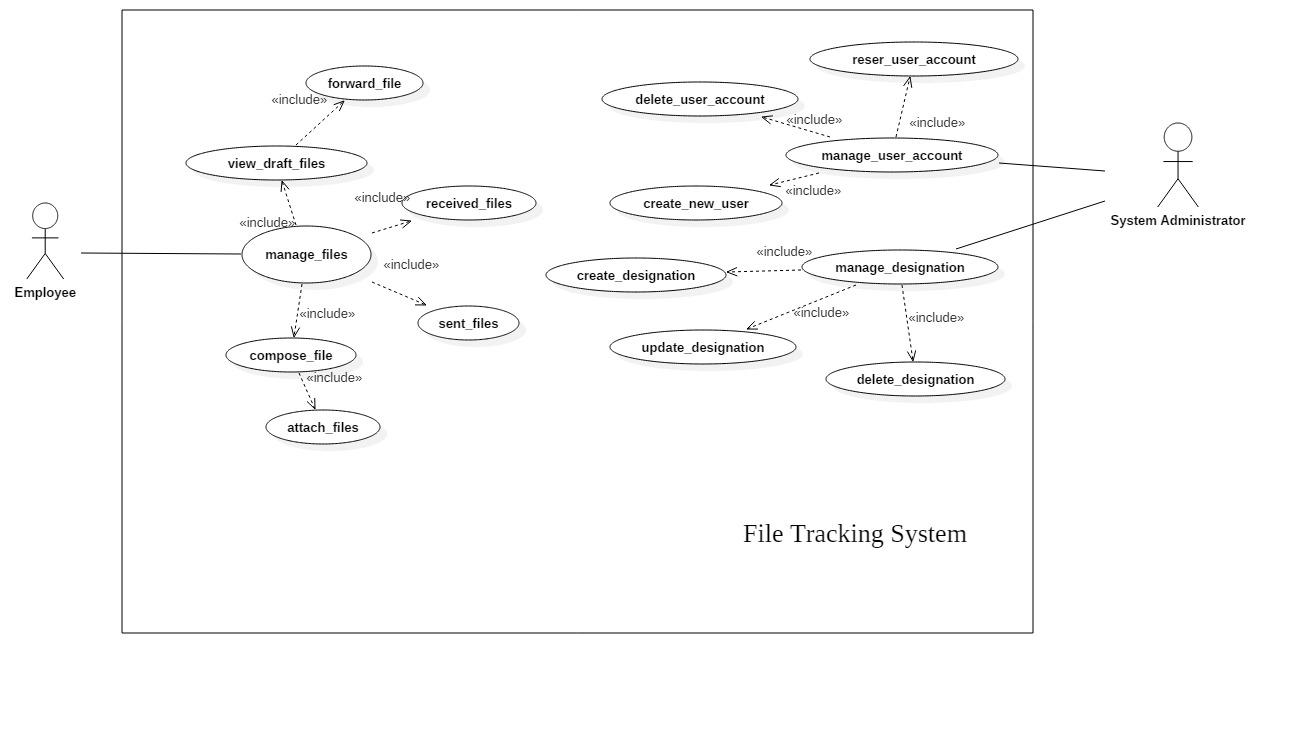 reser_user_account
forward_file
delete_user_account
«include»
«include»
«include»
manage_user_account
view_draft_files
«include»
«include»
received_files
create_new_user
System Administrator
«include»
manage_files
«include»
«include»
manage_designation
create_designation
Employee
«include»
«include»
«include»
sent_files
update_designation
compose_file
«include»
delete_designation
attach_files
File Tracking System